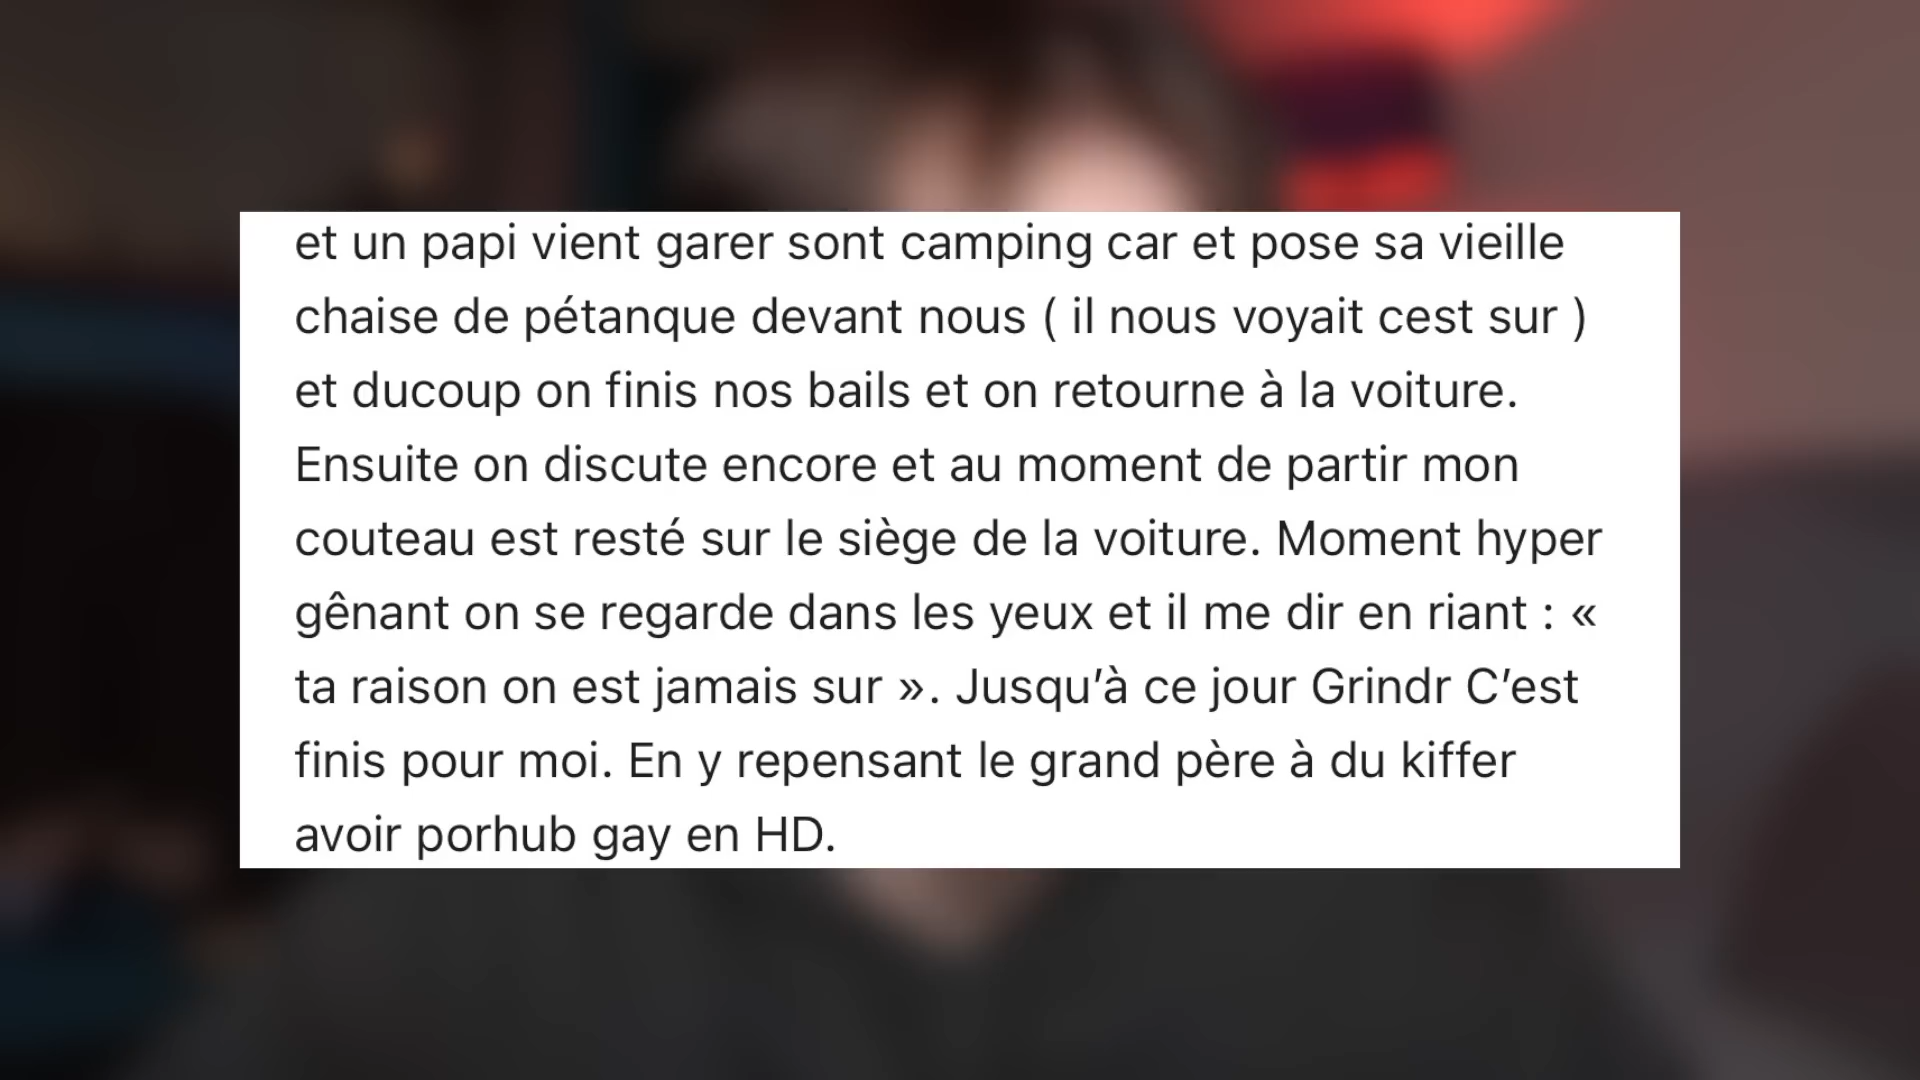 et un papi vient garer sont camping car et pose sa vieille
chaise de pétanque devant nous ( il nous voyait cest sur )
et ducoup on finis nos bails et on retourne à la voiture.
Ensuite on discute encore et au moment de partir mon
couteau est resté sur le siège de la voiture. Moment hyper
gênant on se regarde dans les yeux et il me dir en riant : «
ta raison on est jamais sur ». Jusqu’à ce jour Grindr C’est
finis pour moi. En y repensant le grand père à du kiffer
avoir porhub gay en HD.